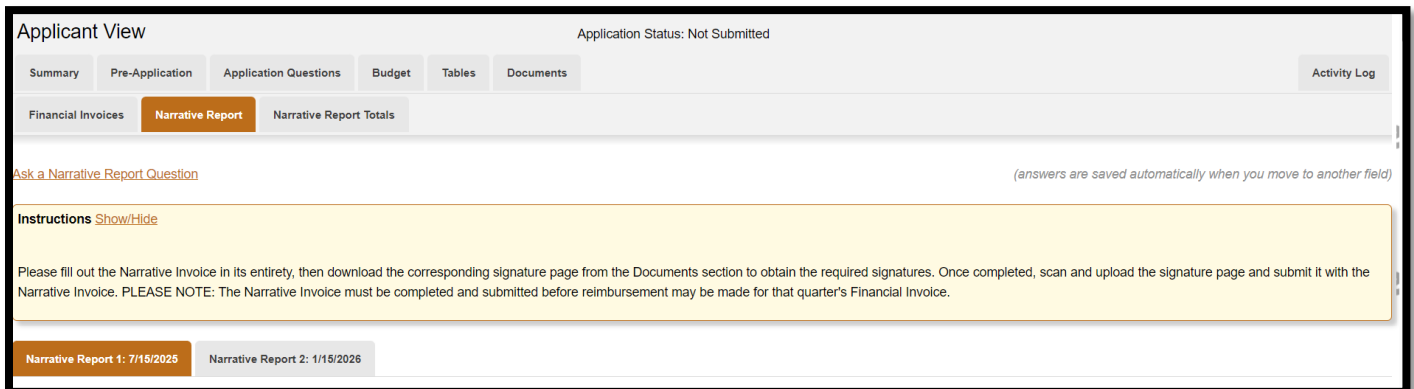 Applicant View
Application Status: Not Submitted
Summary Pre-Application Application Questions Budget Tables Documents Activity Log
Financial Invoices Narrative Report Narrative Report Totals
Ask a Narrative Report Question (answers are saved automatically when you move to another field)
Instructions Show/Hide
Please fill out the Narrative Invoice in its entirety, then download the corresponding signature page from the Documents section to obtain the required signatures. Once completed, scan and upload the signature page and submit it with the
Narrative Invoice. PLEASE NOTE: The Narrative Invoice must be completed and submitted before reimbursement may be made for that quarter's Financial Invoice.
Narrative Report 1: 7/15/2025 Narrative Report 2: 1/15/2026